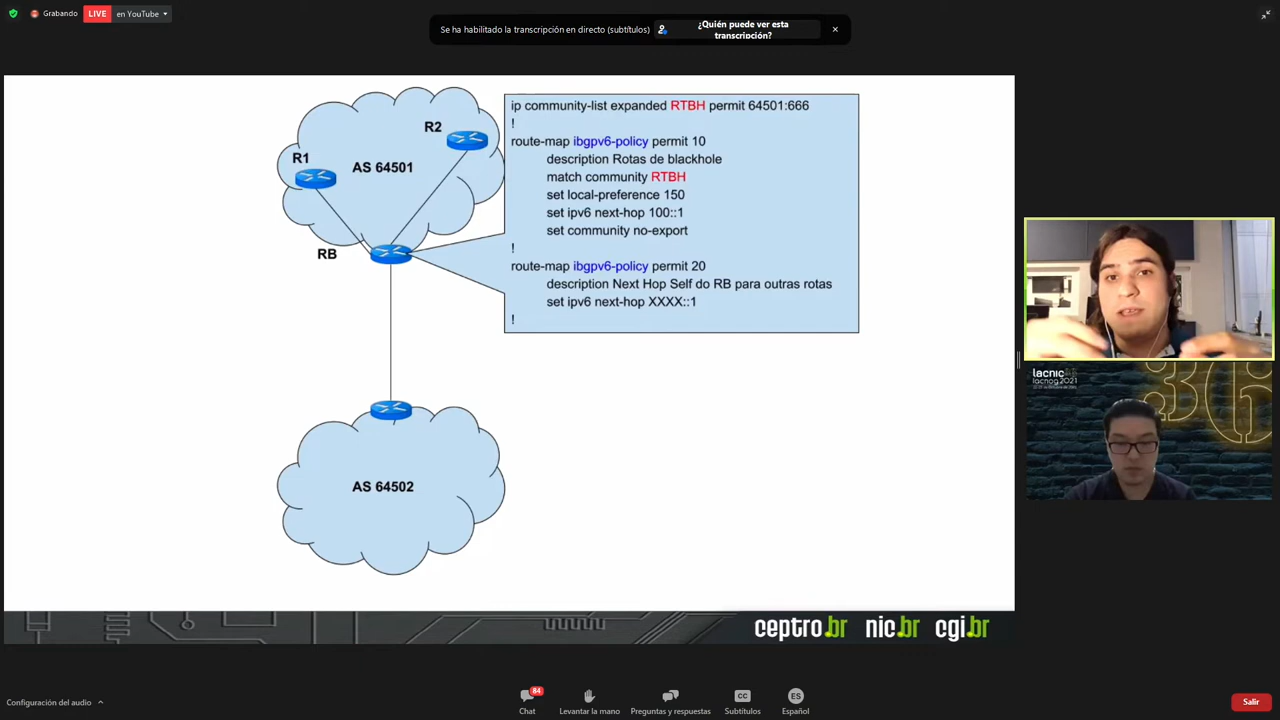 Grabando
LIVE
en YouTube
Se ha habilitado la transcripción en directo (subtítulos)
¿Quién puede ver esta transcripción?
R2
R1
AS 64501
RB
ip community-list expanded RTBH permit 64501:666
!
route-map ibgpv6-policy permit 10
description Rotas de blackhole
match community RTBH
set local-preference 150
set ipv6 next-hop 100::1
set community no-export
!
route-map ibgpv6-policy permit 20
description Next Hop Self do RB para outras rotas
set ipv6 next-hop XXXX::1
!
AS 64502
ceptro.br nic.br cgi.br
lacnic36
lacnog2021
36
Configuración del audio
84
Chat
Levantar la mano
Preguntas y respuestas
CC
Subtítulos
ES
Español
Salir